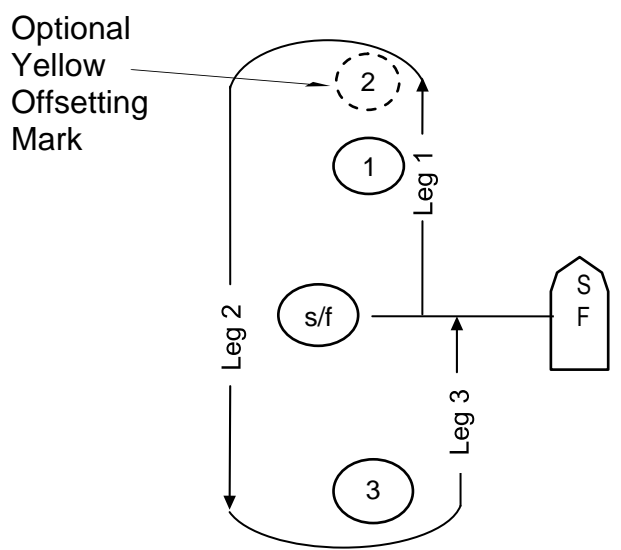 Optional
Yellow
Offsetting
Mark
2
1
Leg 1
s/f
S
F
Leg 2
Leg 3
3